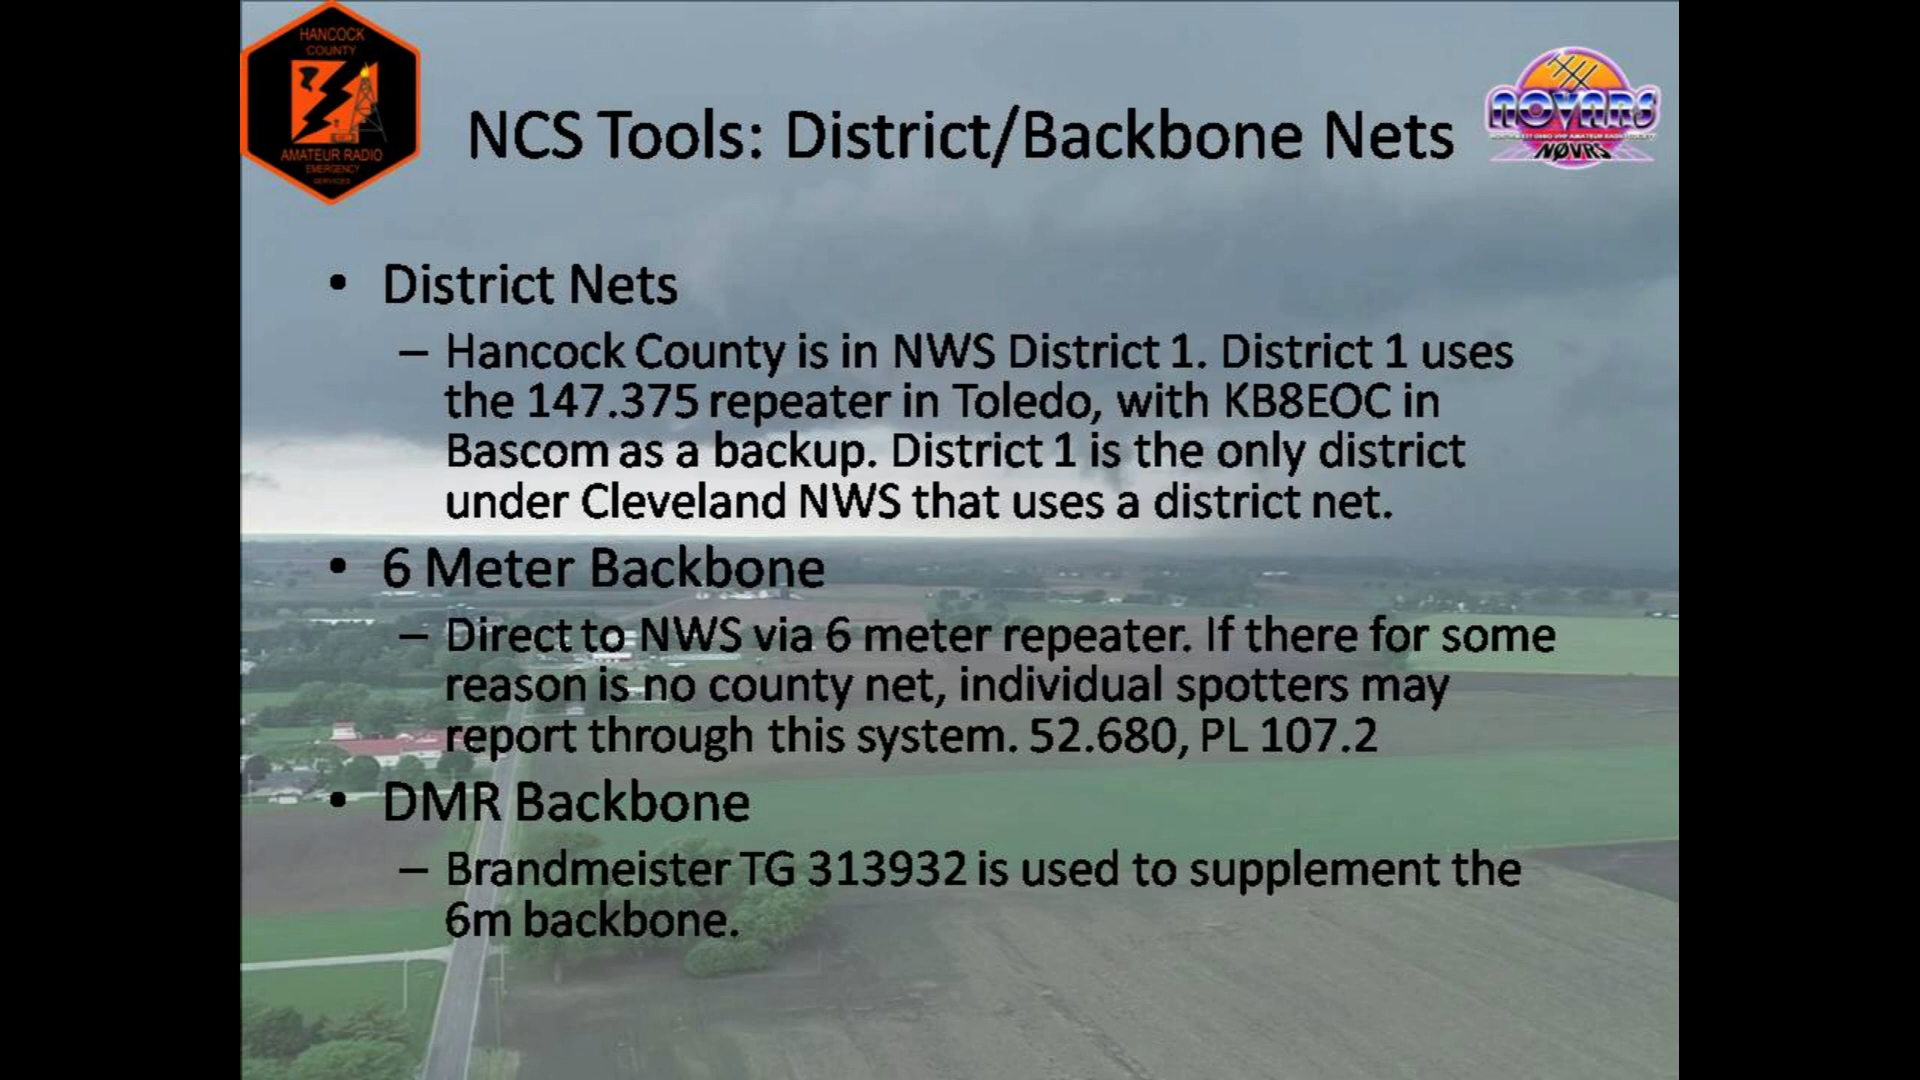 HANCOCK
COUNTY
AMATEUR RADIO
EMERGENCY
SERVICES
NOVARS
NØVRS
NCS Tools: District/Backbone Nets
• District Nets
– Hancock County is in NWS District 1. District 1 uses
the 147.375 repeater in Toledo, with KB8EOC in
Bascom as a backup. District 1 is the only district
under Cleveland NWS that uses a district net.
• 6 Meter Backbone
– Direct to NWS via 6 meter repeater. If there for some
reason is no county net, individual spotters may
report through this system. 52.680, PL 107.2
• DMR Backbone
– Brandmeister TG 313932 is used to supplement the
6m backbone.